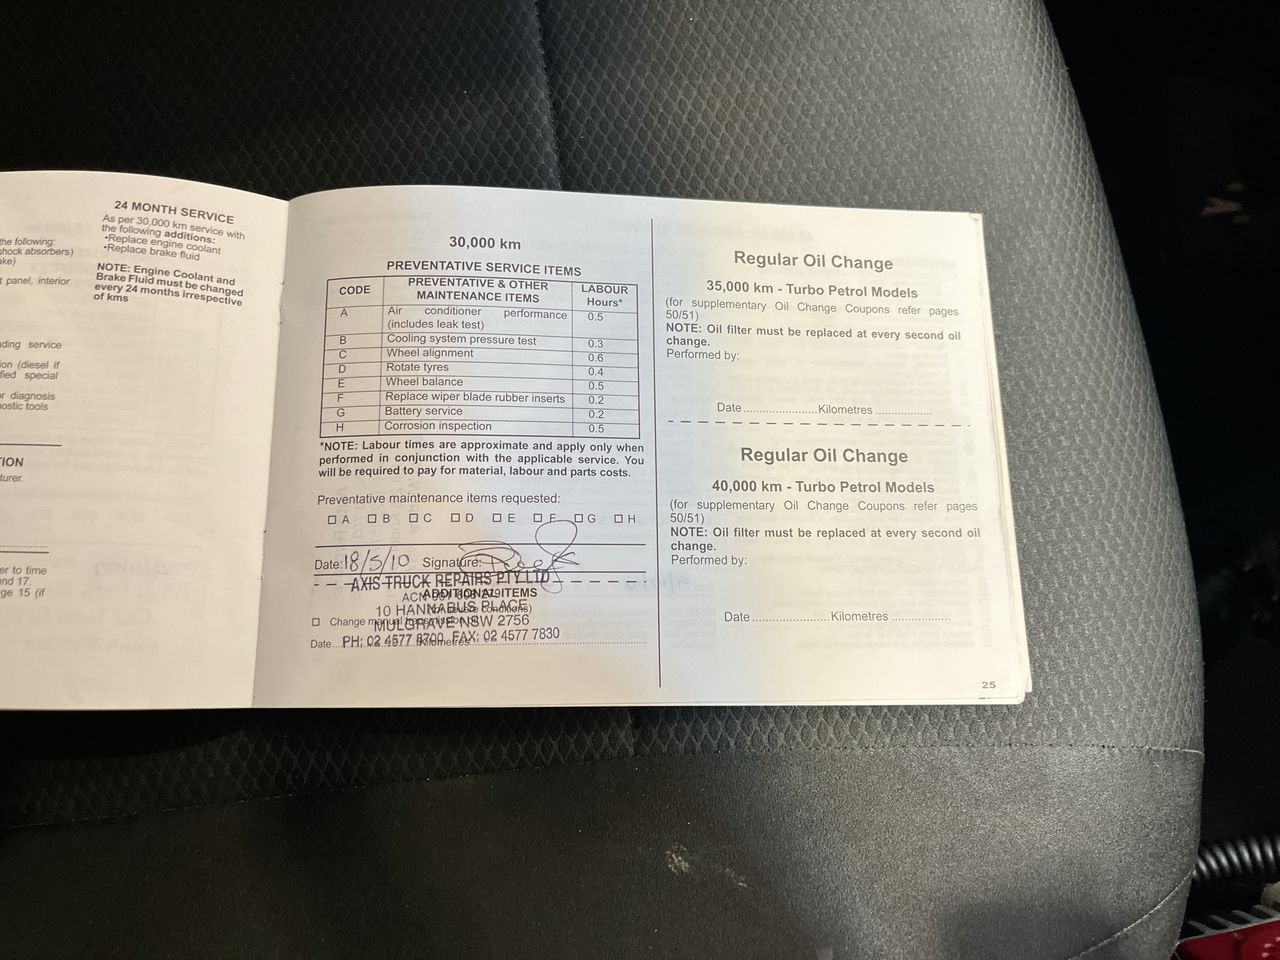 24 MONTH SERVICE
As per 30,000 km service with
the following additions:
•Replace engine coolant
•Replace brake fluid
NOTE: Engine Coolant and
Brake Fluid must be changed
every 24 months irrespective
of kms
the following:
shock absorbers)
panel, interior
service
(diesel if
special
diagnosis
tools
to time
nd 17.
15 (if
30,000 km
PREVENTATIVE SERVICE ITEMS
CODE PREVENTATIVE & OTHER MAINTENANCE ITEMS LABOUR Hours*
A Air conditioner performance (includes leak test) 0.5
B Cooling system pressure test 0.3
C Wheel alignment 0.6
D Rotate tyres 0.4
E Wheel balance 0.5
F Replace wiper blade rubber inserts 0.2
G Battery service 0.2
H Corrosion inspection 0.5
*NOTE: Labour times are approximate and apply only when
performed in conjunction with the applicable service. You
will be required to pay for material, labour and parts costs.
Preventative maintenance items requested:
A B C D E F G H
Date: 18/5/10 Signature:
AXIS TRUCK REPAIRS PTY LTD
ADDITIONAL ITEMS
10 HANNABUS PLACE
Change manual
MULGRAVE NSW 2756
Date Kilometres
PH: 02 4577 8700 FAX: 02 4577 7830
Regular Oil Change
35,000 km - Turbo Petrol Models
(for supplementary Oil Change Coupons refer pages
50/51)
NOTE: Oil filter must be replaced at every second oil
change.
Performed by:
Date......................Kilometres.................
Regular Oil Change
40,000 km - Turbo Petrol Models
(for supplementary Oil Change Coupons refer pages
50/51)
NOTE: Oil filter must be replaced at every second oil
change.
Performed by:
Date.......................Kilometres..................
25